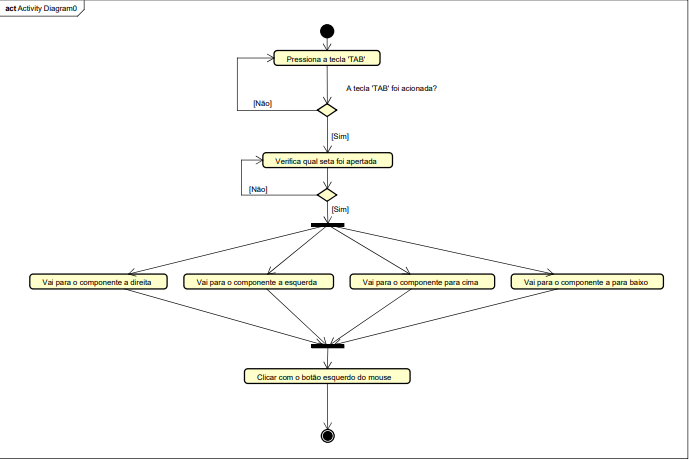 act Activity Diagram0
Pressiona a tecla 'TAB'
A tecla 'TAB' foi acionada?
[Não]
[Sim]
Verifica qual seta foi apertada
[Não]
[Sim]
Vai para o componente a direita
Vai para o componente a esquerda
Vai para o componente para cima
Vai para o componente a para baixo
Clicar com o botão esquerdo do mouse